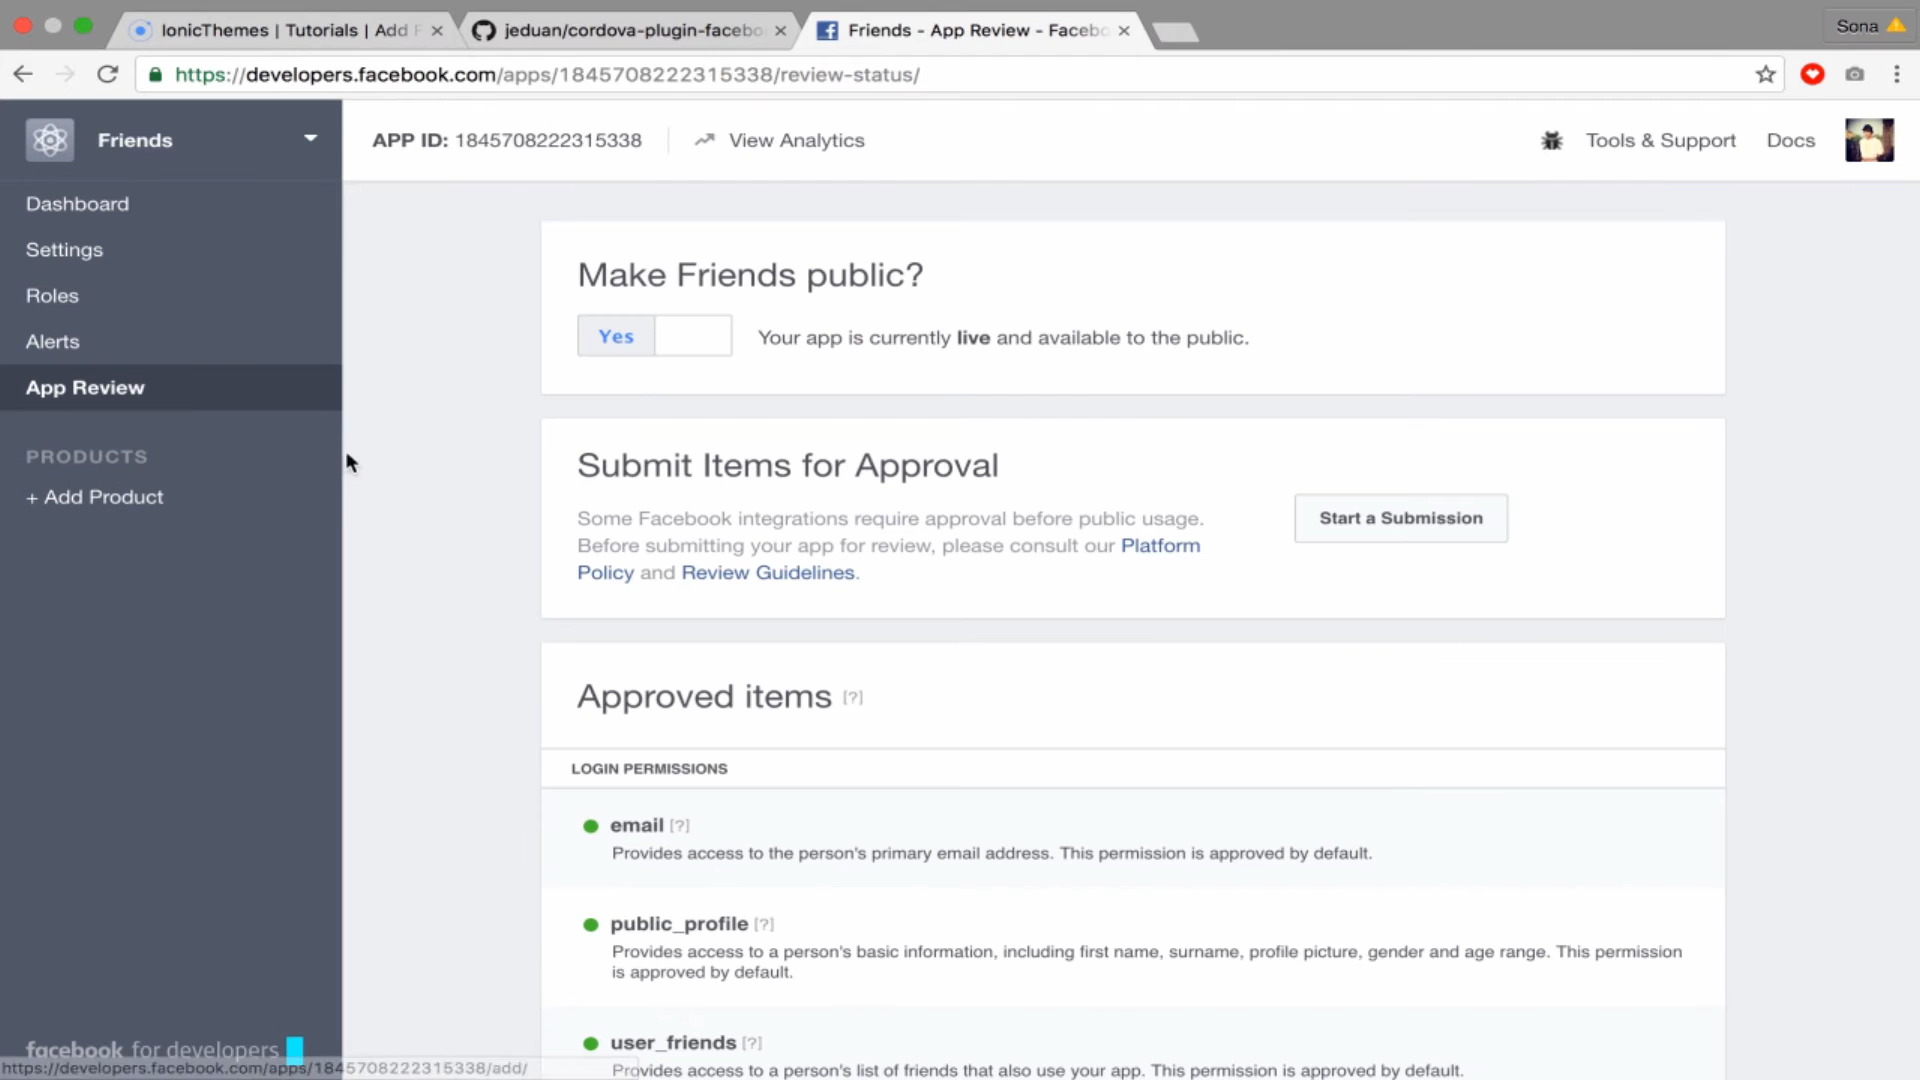 IonicThemes | Tutorials | Add F
jeduan/cordova-plugin-facebo
Friends - App Review - Facebo
Sona
https://developers.facebook.com/apps/1845708222315338/review-status/
Friends
APP ID: 1845708222315338
View Analytics
Tools & Support
Docs
Dashboard
Settings
Roles
Alerts
App Review
PRODUCTS
+ Add Product
Make Friends public?
Yes
Your app is currently live and available to the public.
Submit Items for Approval
Some Facebook integrations require approval before public usage.
Before submitting your app for review, please consult our Platform
Policy and Review Guidelines.
Start a Submission
Approved items [?]
LOGIN PERMISSIONS
email [?]
Provides access to the person's primary email address. This permission is approved by default.
public_profile [?]
Provides access to a person's basic information, including first name, surname, profile picture, gender and age range. This permission
is approved by default.
user_friends [?]
Provides access to a person's list of friends that also use your app. This permission is approved by default.
facebook for developers
https://developers.facebook.com/apps/1845708222315338/add/